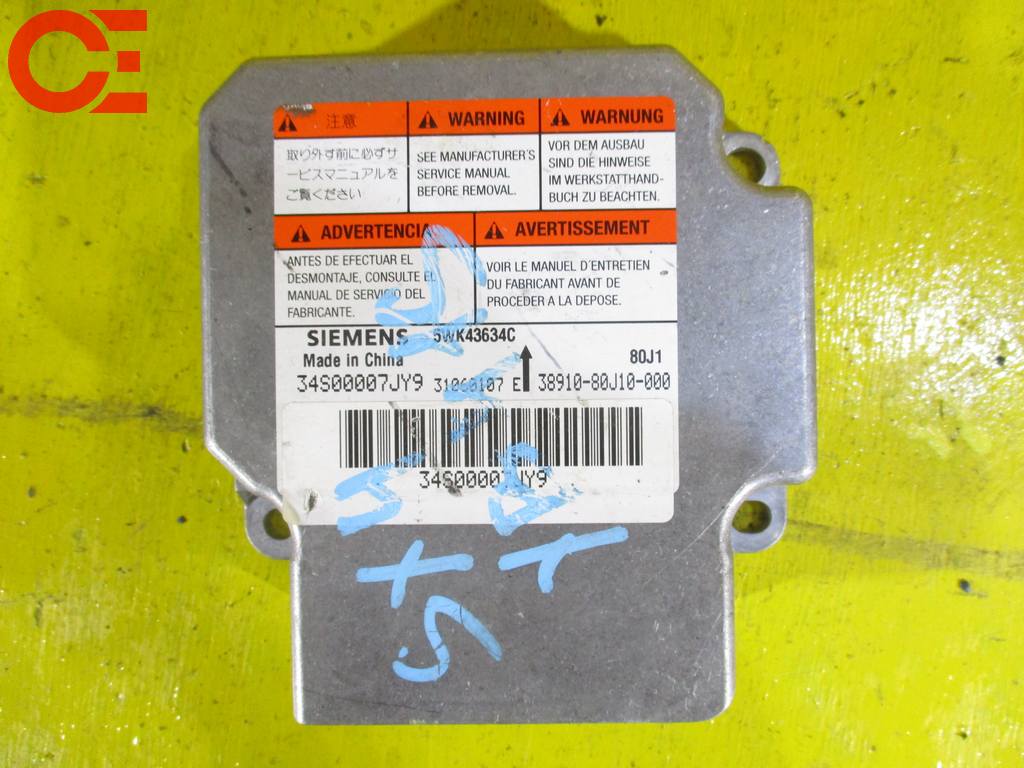 CE
注意
取り外す前に必ずサ
ービスマニュアルを
ご覧ください
WARNING
SEE MANUFACTURER'S
SERVICE MANUAL
BEFORE REMOVAL.
WARNUNG
VOR DEM AUSBAU
SIND DIE HINWEISE
IM WERKSTATTHAND-
BUCH ZU BEACHTEN.
ADVERTENCIA
ANTES DE EFECTUAR EL
DESMONTAJE, CONSULTE EL
MANUAL DE SERVICIO DEL
FABRICANTE.
AVERTISSEMENT
VOIR LE MANUEL D'ENTRETIEN
DU FABRICANT AVANT DE
PROCEDER A LA DEPOSE.
SIEMENS 5WK43634C
Made in China 80J1
34S00007JY9 31060107 E 38910-80J10-000
34S00007JY9